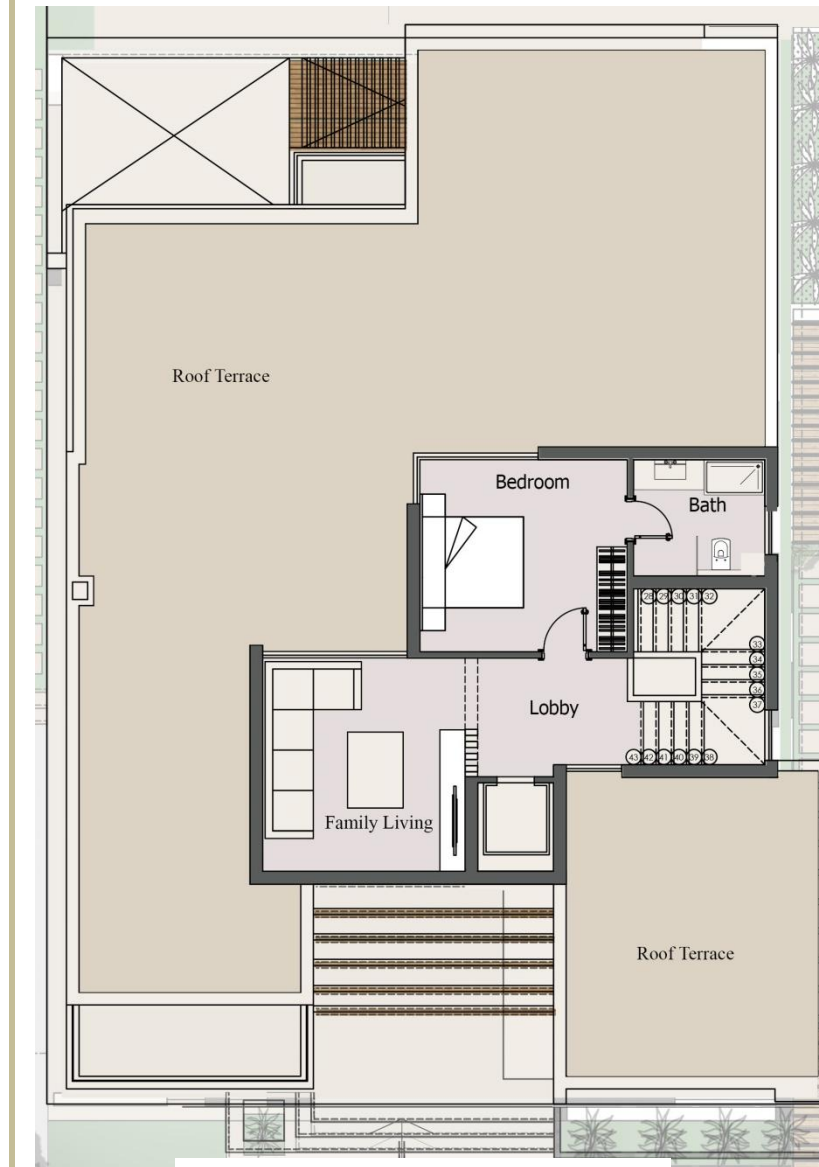 Roof Terrace
Bedroom
Bath
28 29 30 31 32
33
34
35
36
37
Lobby
43 42 41 40 39 38
Family Living
Roof Terrace